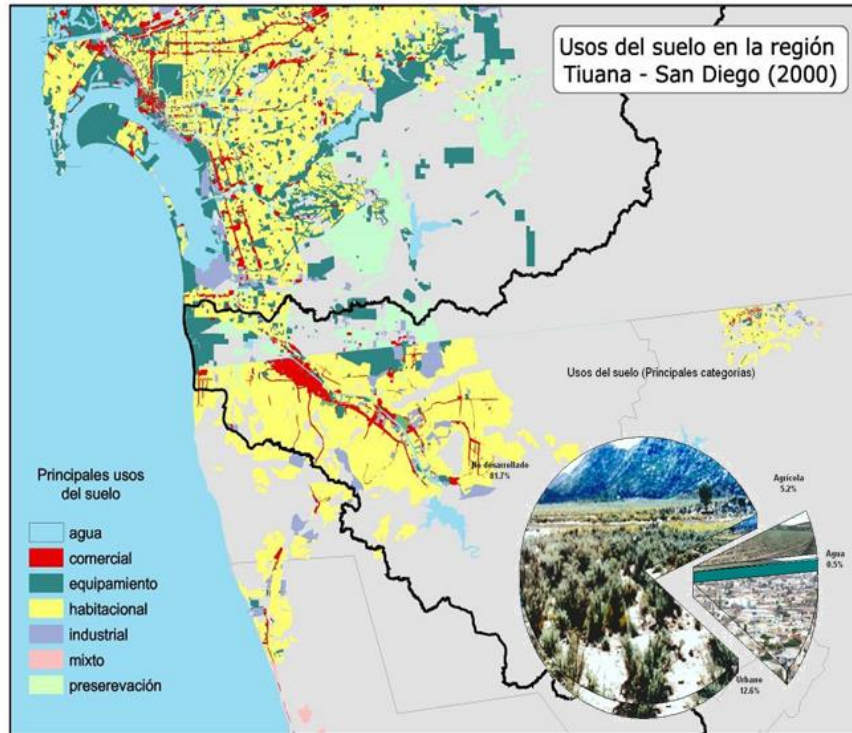 Usos del suelo en la región
Tiuana - San Diego (2000)
Usos del suelo (Principales categorías)
No desarrollado
81.7%
Agrícola
5.2%
Agua
0.5%
Urbano
12.6%
Principales usos
del suelo
agua
comercial
equipamiento
habitacional
industrial
mixto
preserevación